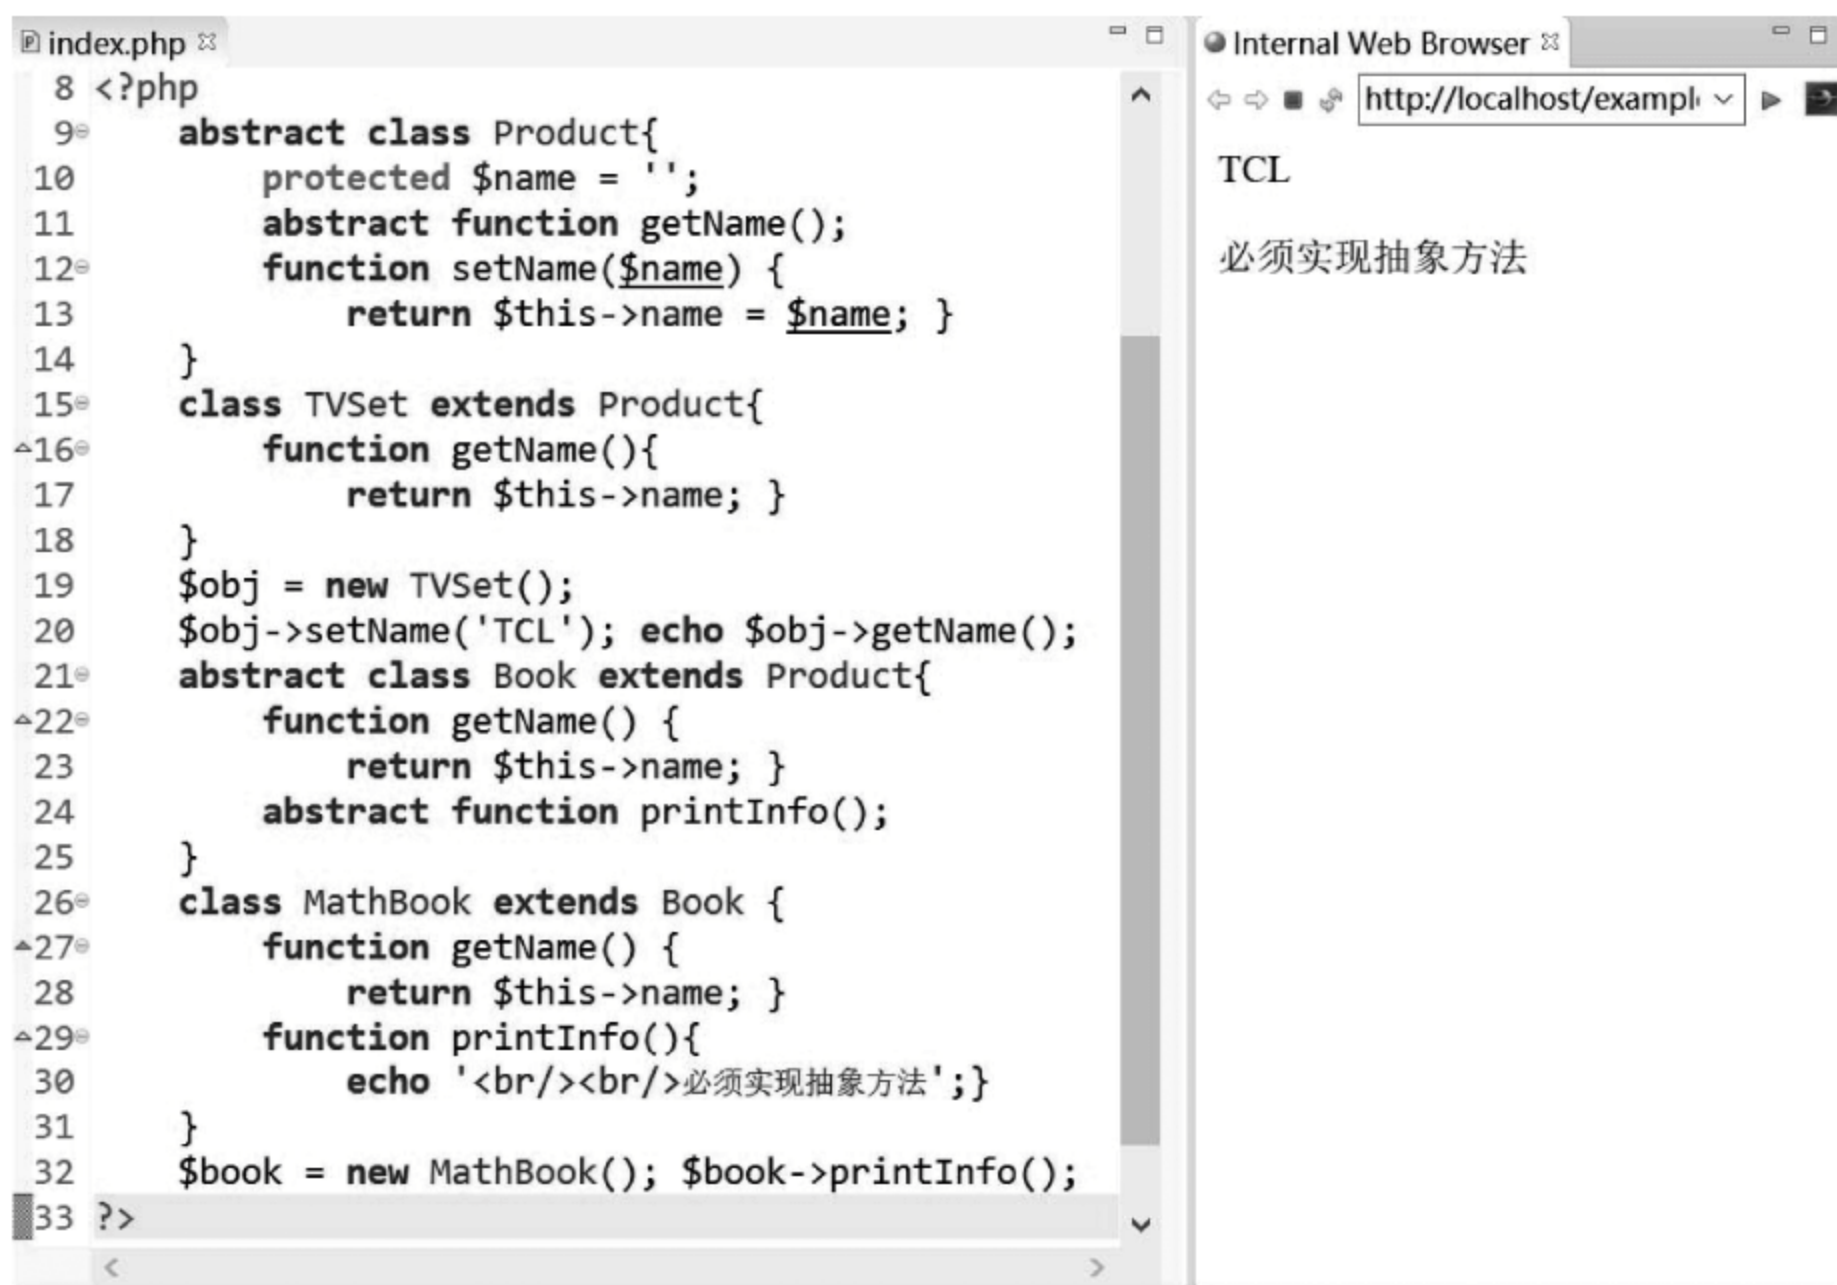 index.php
8 <?php
9 abstract class Product{
10 protected $name = '';
11 abstract function getName();
12 function setName($name) {
13 return $this->name = $name; }
14 }
15 class TVSet extends Product{
16 function getName(){
17 return $this->name; }
18 }
19 $obj = new TVSet();
20 $obj->setName('TCL'); echo $obj->getName();
21 abstract class Book extends Product{
22 function getName() {
23 return $this->name; }
24 abstract function printInfo();
25 }
26 class MathBook extends Book {
27 function getName() {
28 return $this->name; }
29 function printInfo(){
30 echo '<br/><br/>必须实现抽象方法';}
31 }
32 $book = new MathBook(); $book->printInfo();
33 ?>
Internal Web Browser
http://localhost/exampl
TCL
必须实现抽象方法